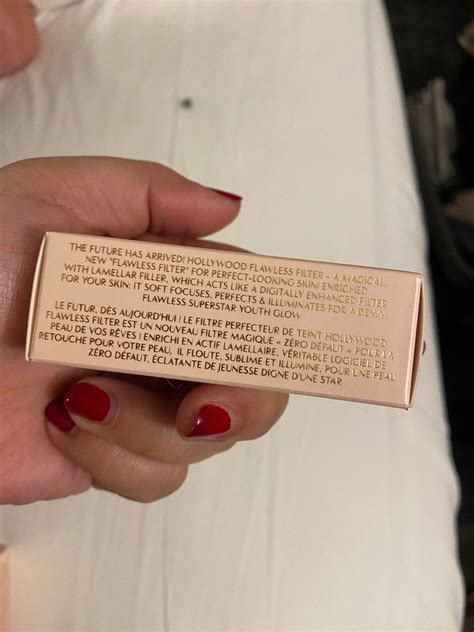 THE FUTURE HAS ARRIVED! HOLLYWOOD FLAWLESS FILTER - A MAGICAL,
NEW "FLAWLESS FILTER" FOR PERFECT-LOOKING SKIN! ENRICHED
WITH LAMELLAR FILLER, WHICH ACTS LIKE A DIGITALLY ENHANCED FILTER
FOR YOUR SKIN: IT SOFT FOCUSES, PERFECTS & ILLUMINATES FOR A DEWY,
FLAWLESS SUPERSTAR YOUTH GLOW
LE FUTUR, DÈS AUJOURD'HUI ! LE FILTRE PERFECTEUR DE TEINT HOLLYWOOD
FLAWLESS FILTER EST UN NOUVEAU FILTRE MAGIQUE « ZÉRO DÉFAUT » POUR LA
PEAU DE VOS RÊVES ! ENRICHI EN ACTIF LAMELLAIRE, VÉRITABLE LOGICIEL DE
RETOUCHE POUR VOTRE PEAU, IL FLOUTE, SUBLIME ET ILLUMINE, POUR UNE PEAU
ZÉRO DÉFAUT, ÉCLATANTE DE JEUNESSE DIGNE D'UNE STAR